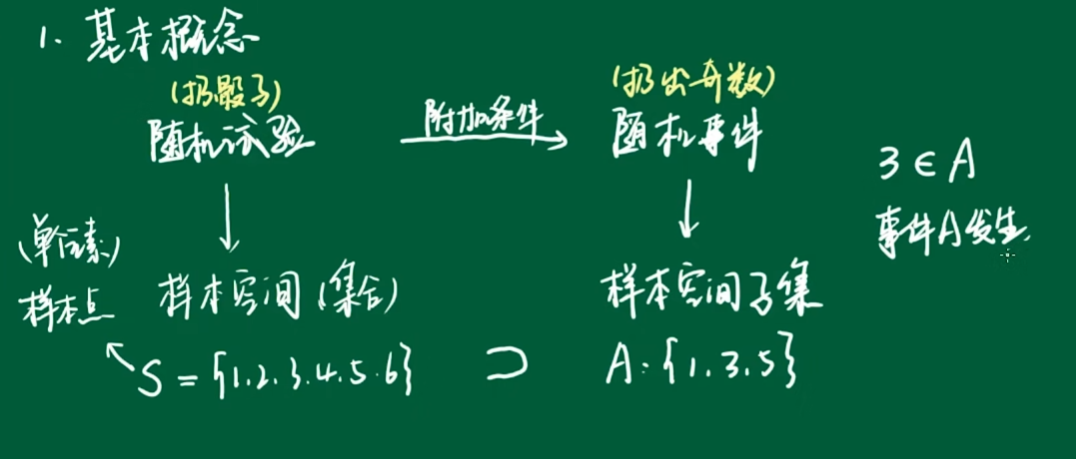 1. 基本概念
(扔骰子)
随机试验
附加条件
(扔出奇数)
随机事件
3 ∈ A
事件A发生
(单元素)
样本点
样本空间(集合)
样本空间子集
S = {1.2.3.4.5.6}
⊃
A: {1.3.5}